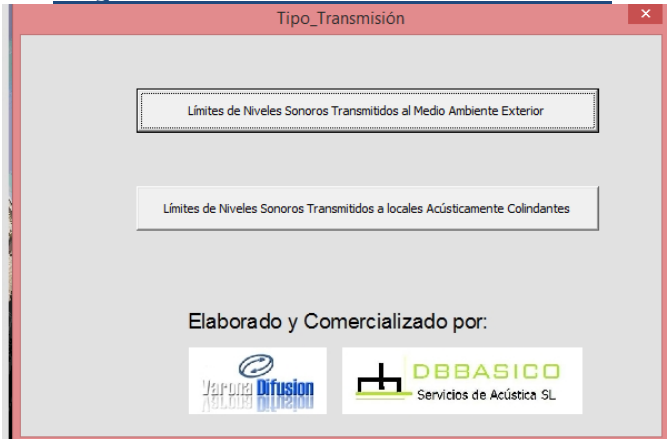 Tipo_Transmisión
Límites de Niveles Sonoros Transmitidos al Medio Ambiente Exterior
Límites de Niveles Sonoros Transmitidos a locales Acústicamente Colindantes
Elaborado y Comercializado por:
Varona Difusion
DBBASICO
Servicios de Acústica SL